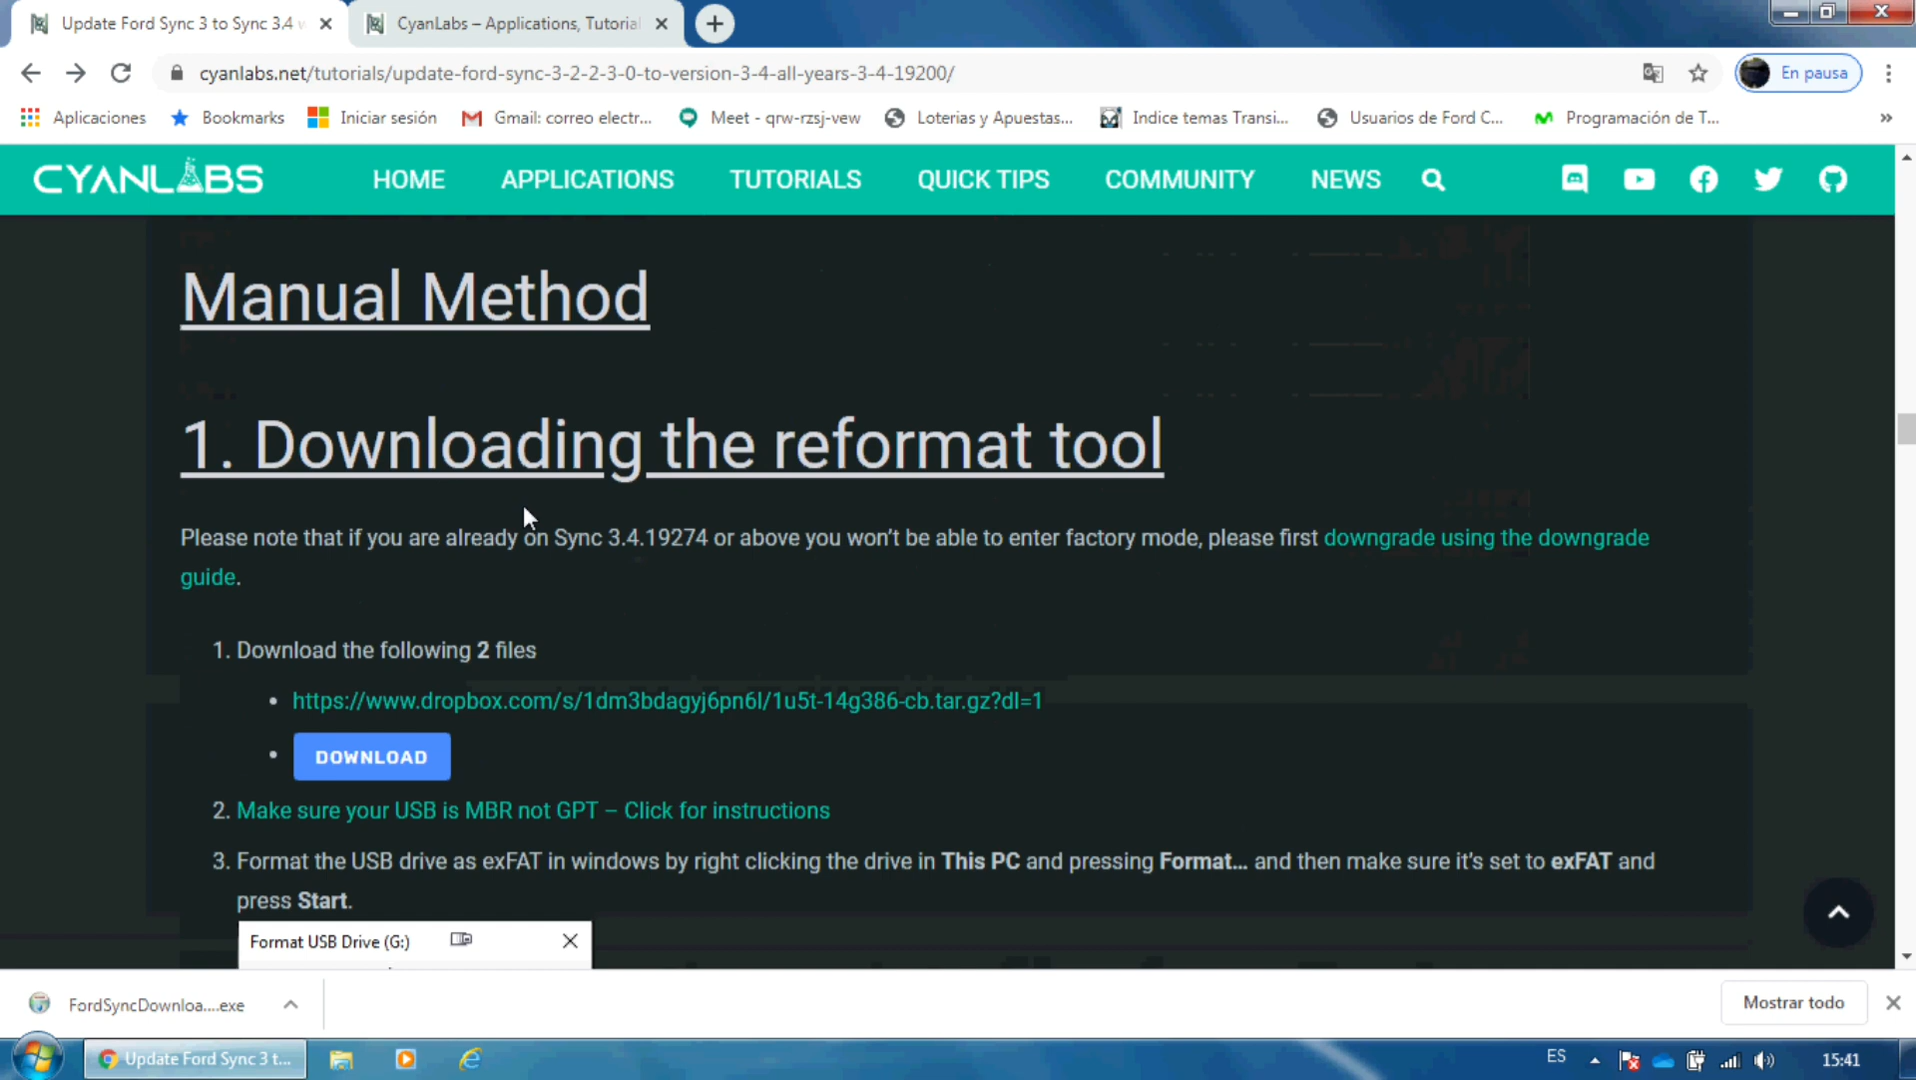 Update Ford Sync 3 to Sync 3.4 w
CyanLabs – Applications, Tutorial
cyanlabs.net/tutorials/update-ford-sync-3-2-2-3-0-to-version-3-4-all-years-3-4-19200/
En pausa
Aplicaciones
Bookmarks
Iniciar sesión
Gmail: correo electr...
Meet - qrw-rzsj-vew
Loterias y Apuestas...
Indice temas Transi...
Usuarios de Ford C...
Programación de T...
»
CYANLABS
HOME
APPLICATIONS
TUTORIALS
QUICK TIPS
COMMUNITY
NEWS
Manual Method
1. Downloading the reformat tool
Please note that if you are already on Sync 3.4.19274 or above you won't be able to enter factory mode, please first downgrade using the downgrade
guide.
1. Download the following 2 files
• https://www.dropbox.com/s/1dm3bdagyj6pn6l/1u5t-14g386-cb.tar.gz?dl=1
• DOWNLOAD
2. Make sure your USB is MBR not GPT – Click for instructions
3. Format the USB drive as exFAT in windows by right clicking the drive in This PC and pressing Format... and then make sure it's set to exFAT and
press Start.
Format USB Drive (G:)
FordSyncDownloa....exe
Mostrar todo
Update Ford Sync 3 t...
ES
15:41